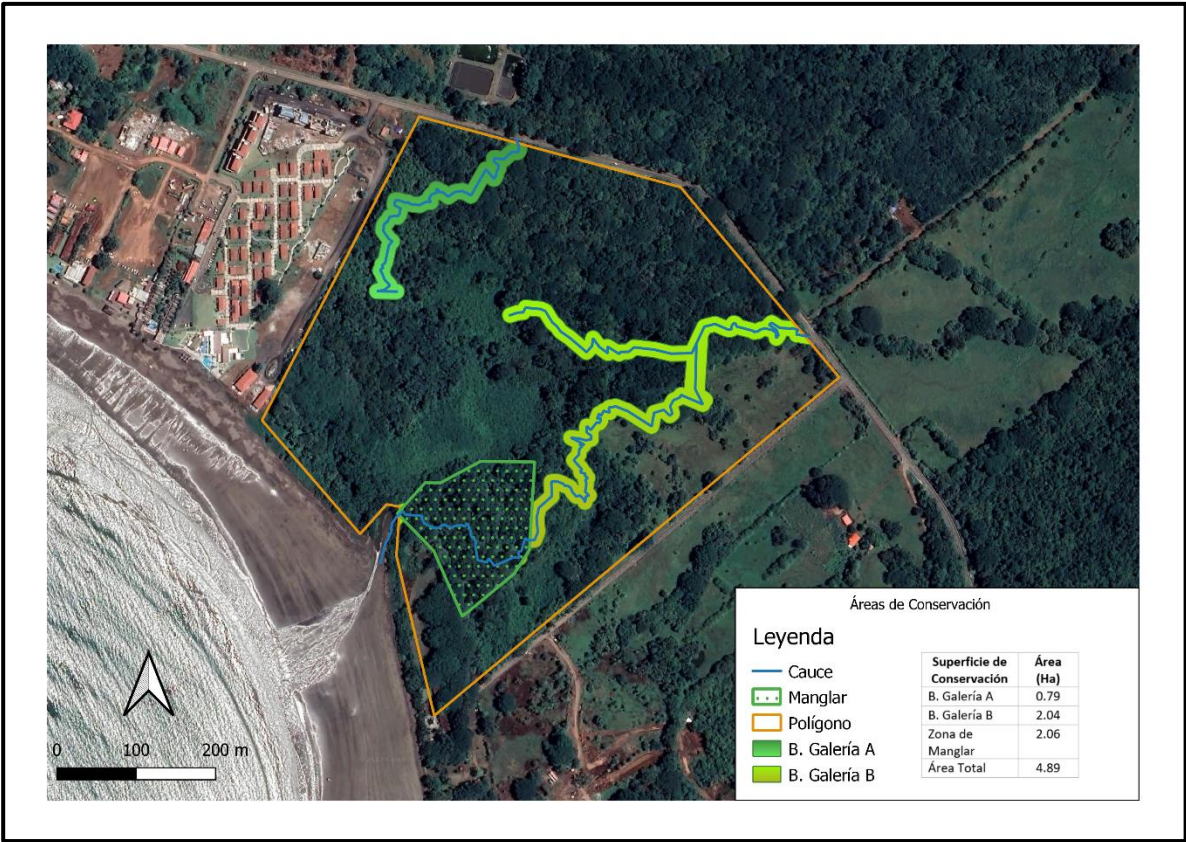 0 100 200 m
Áreas de Conservación
Leyenda
Cauce
Manglar
Polígono
B. Galería A
B. Galería B
Superficie de Área
Conservación (Ha)
B. Galería A 0.79
B. Galería B 2.04
Zona de 2.06
Manglar
Área Total 4.89